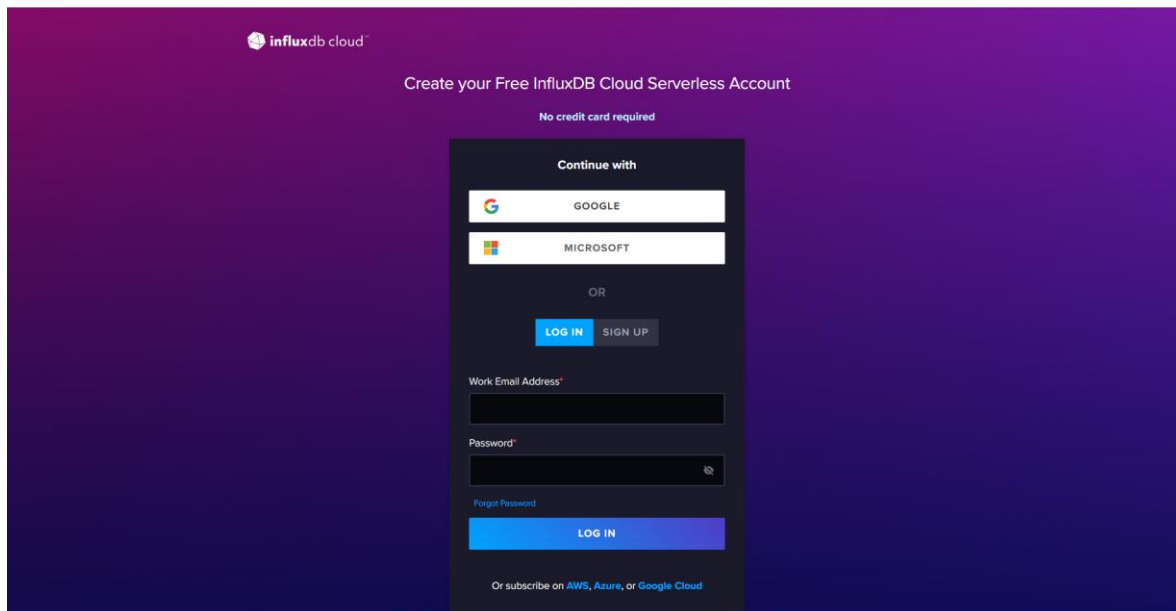 influxdb cloud™
Create your Free InfluxDB Cloud Serverless Account
No credit card required
Continue with
GOOGLE
MICROSOFT
OR
LOG IN SIGN UP
Work Email Address*
Password*
Forgot Password
LOG IN
Or subscribe on AWS, Azure, or Google Cloud